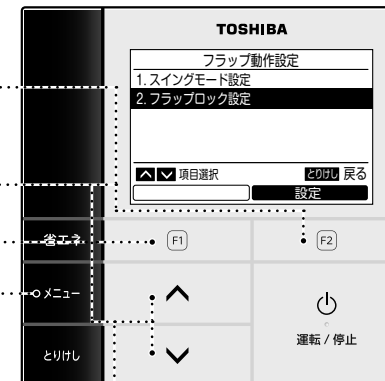 TOSHIBA
フラップ動作設定
1. スイングモード設定
2. フラップロック設定
項目選択 とりけし 戻る
設定
省エネ F1 F2
メニュー
運転 / 停止
とりけし